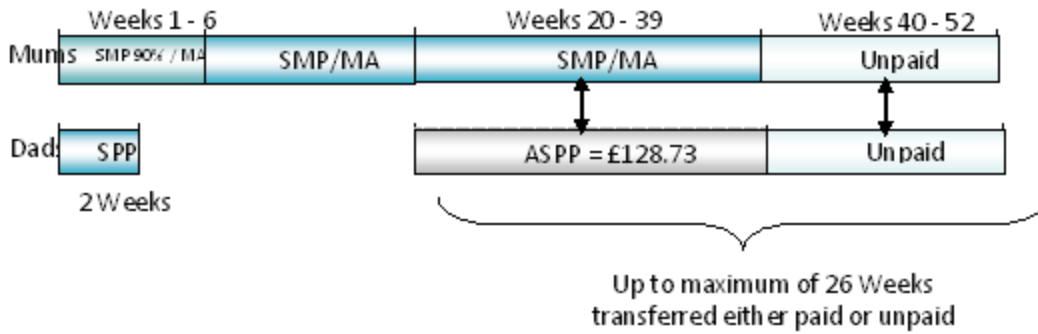 Weeks 1 - 6 Weeks 20 - 39 Weeks 40 - 52
Mums SMP 90% / MA SMP/MA SMP/MA Unpaid
Dads SPP ASPP = £128.73 Unpaid
2 Weeks
Up to maximum of 26 Weeks
transferred either paid or unpaid